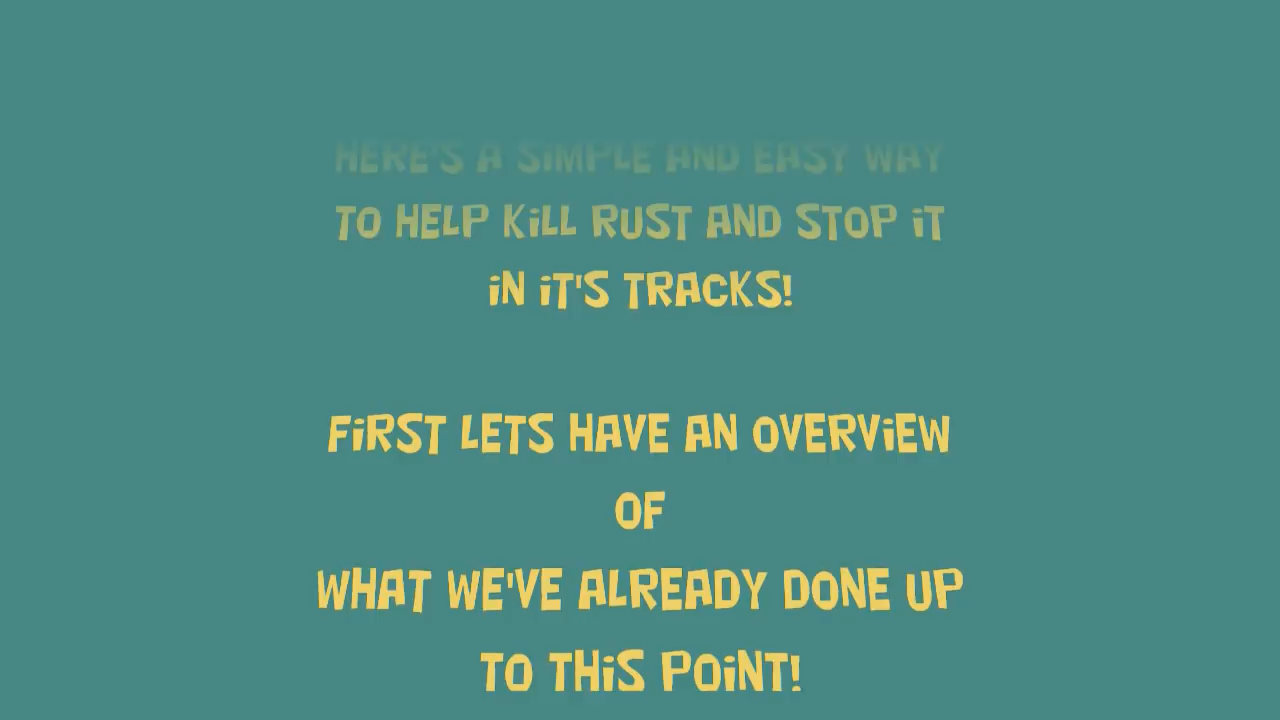 HERE'S A SiMPLE AND EASY WAY
TO HELP KiLL RUST AND STOP iT
iN iT'S TRACKS!
FiRST LETS HAVE AN OVERViEW
OF
WHAT WE'VE ALREADY DONE UP
TO THiS POiNT!